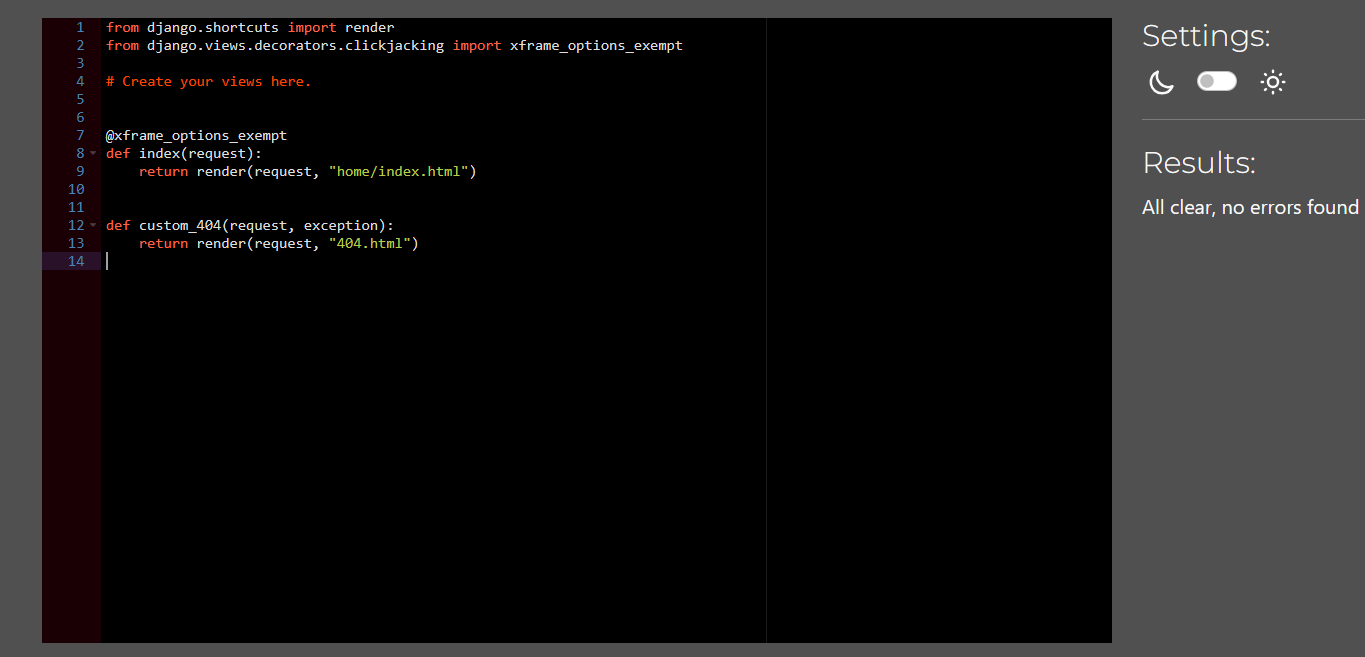 1 from django.shortcuts import render
2 from django.views.decorators.clickjacking import xframe_options_exempt
3
4 # Create your views here.
5
6
7 @xframe_options_exempt
8 def index(request):
9     return render(request, "home/index.html")
10
11
12 def custom_404(request, exception):
13     return render(request, "404.html")
14
Settings:
Results:
All clear, no errors found